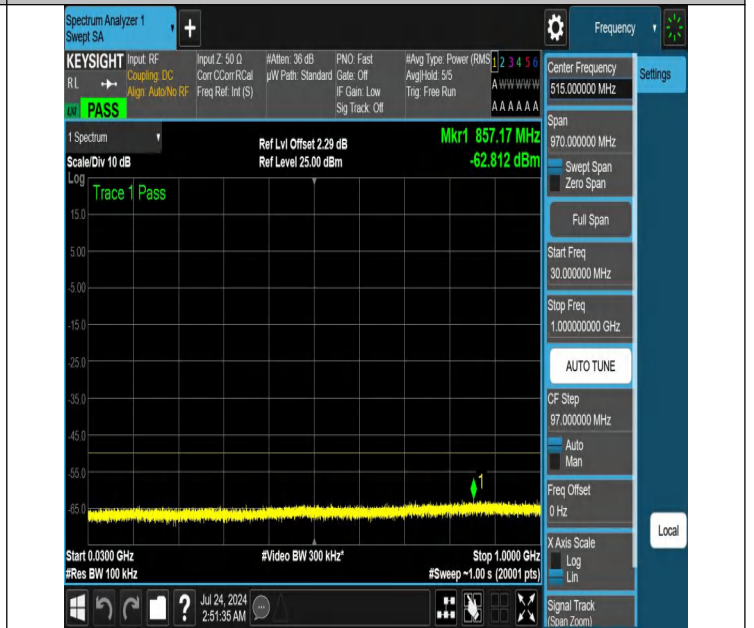 Spectrum Analyzer 1
Swept SA
+
Frequency
KEYSIGHT
RL
PASS
Input: RF
Coupling: DC
Align: Auto/No RF
Input Z: 50 Ω
Corr CCorr RCal
Freq Ref: Int (S)
#Atten: 36 dB
µW Path: Standard
PNO: Fast
Gate: Off
IF Gain: Low
Sig Track: Off
#Avg Type: Power (RMS
Avg|Hold: 5/5
Trig: Free Run
1 2 3 4 5 6
A W W W W W
A A A A A A
1 Spectrum
Scale/Div 10 dB
Ref Lvl Offset 2.29 dB
Ref Level 25.00 dBm
Mkr1 857.17 MHz
-62.812 dBm
Log
Trace 1 Pass
15.0
5.00
-5.00
-15.0
-25.0
-35.0
-45.0
-55.0
-65.0
1
Start 0.0300 GHz
#Res BW 100 kHz
#Video BW 300 kHz*
Stop 1.0000 GHz
#Sweep ~1.00 s (20001 pts)
?
Jul 24, 2024
2:51:35 AM
Center Frequency
515.000000 MHz
Settings
Span
970.000000 MHz
Swept Span
Zero Span
Full Span
Start Freq
30.000000 MHz
Stop Freq
1.000000000 GHz
AUTO TUNE
CF Step
97.000000 MHz
Auto
Man
Freq Offset
0 Hz
X Axis Scale
Log
Lin
Local
Signal Track
(Span Zoom)